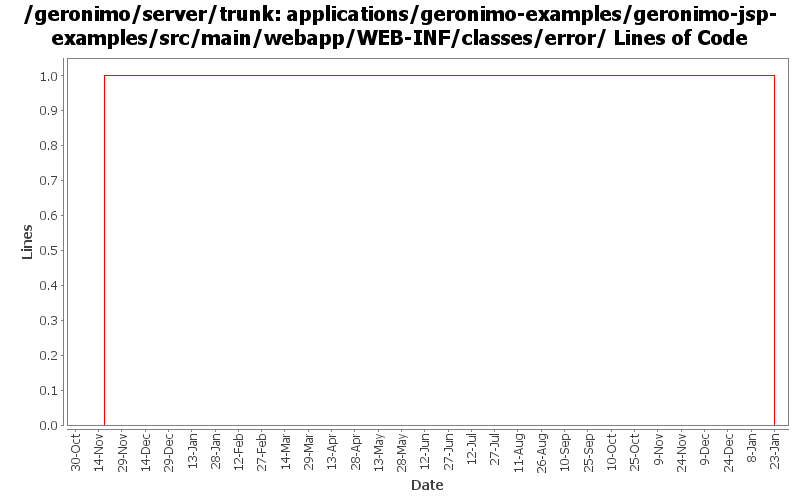 /geronimo/server/trunk: applications/geronimo-examples/geronimo-jsp-
examples/src/main/webapp/WEB-INF/classes/error/ Lines of Code
1.0
0.9
0.8
0.7
0.6
0.5
0.4
0.3
0.2
0.1
0.0
Lines
30-Oct
14-Nov
29-Nov
14-Dec
29-Dec
13-Jan
28-Jan
12-Feb
27-Feb
14-Mar
29-Mar
13-Apr
28-Apr
13-May
28-May
12-Jun
27-Jun
12-Jul
27-Jul
11-Aug
26-Aug
10-Sep
25-Sep
10-Oct
25-Oct
9-Nov
24-Nov
9-Dec
24-Dec
8-Jan
23-Jan
Date